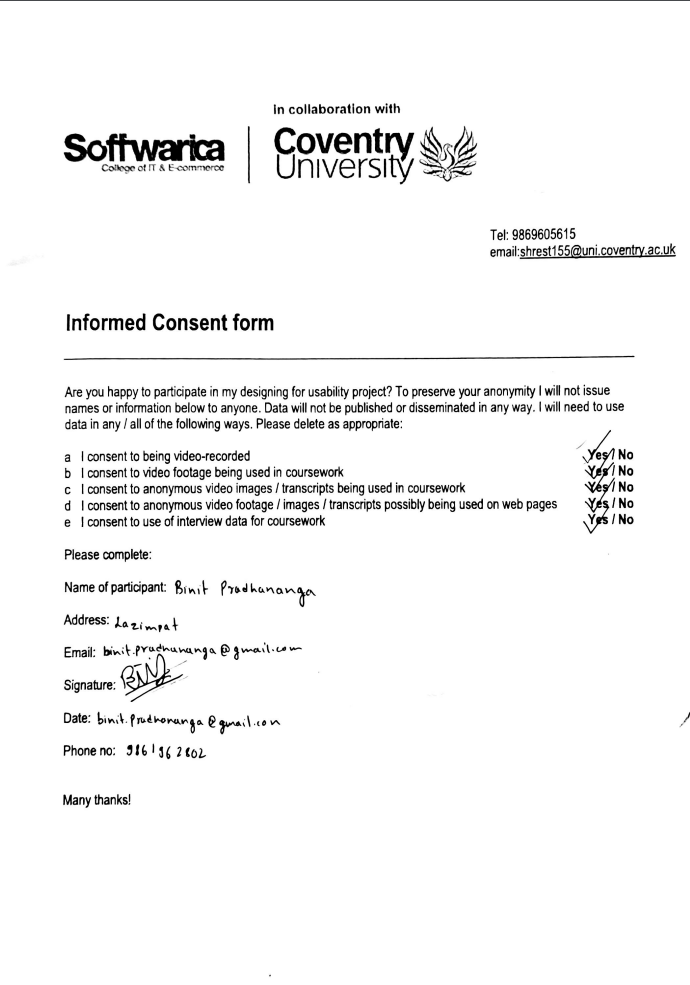 in collaboration with
Softwarica
College of IT & E-commerce
Coventry
University
Tel: 9869605615
email:shrest155@uni.coventry.ac.uk
Informed Consent form
Are you happy to participate in my designing for usability project? To preserve your anonymity I will not issue
names or information below to anyone. Data will not be published or disseminated in any way. I will need to use
data in any / all of the following ways. Please delete as appropriate:
a I consent to being video-recorded Yes / No
b I consent to video footage being used in coursework Yes / No
c I consent to anonymous video images / transcripts being used in coursework Yes / No
d I consent to anonymous video footage / images / transcripts possibly being used on web pages Yes / No
e I consent to use of interview data for coursework Yes / No
Please complete:
Name of participant: Binit Pradhananga
Address: Lazimpat
Email: binit.pradhananga@gmail.com
Signature:
Date: binit.pradhananga@gmail.com
Phone no:
Many thanks!